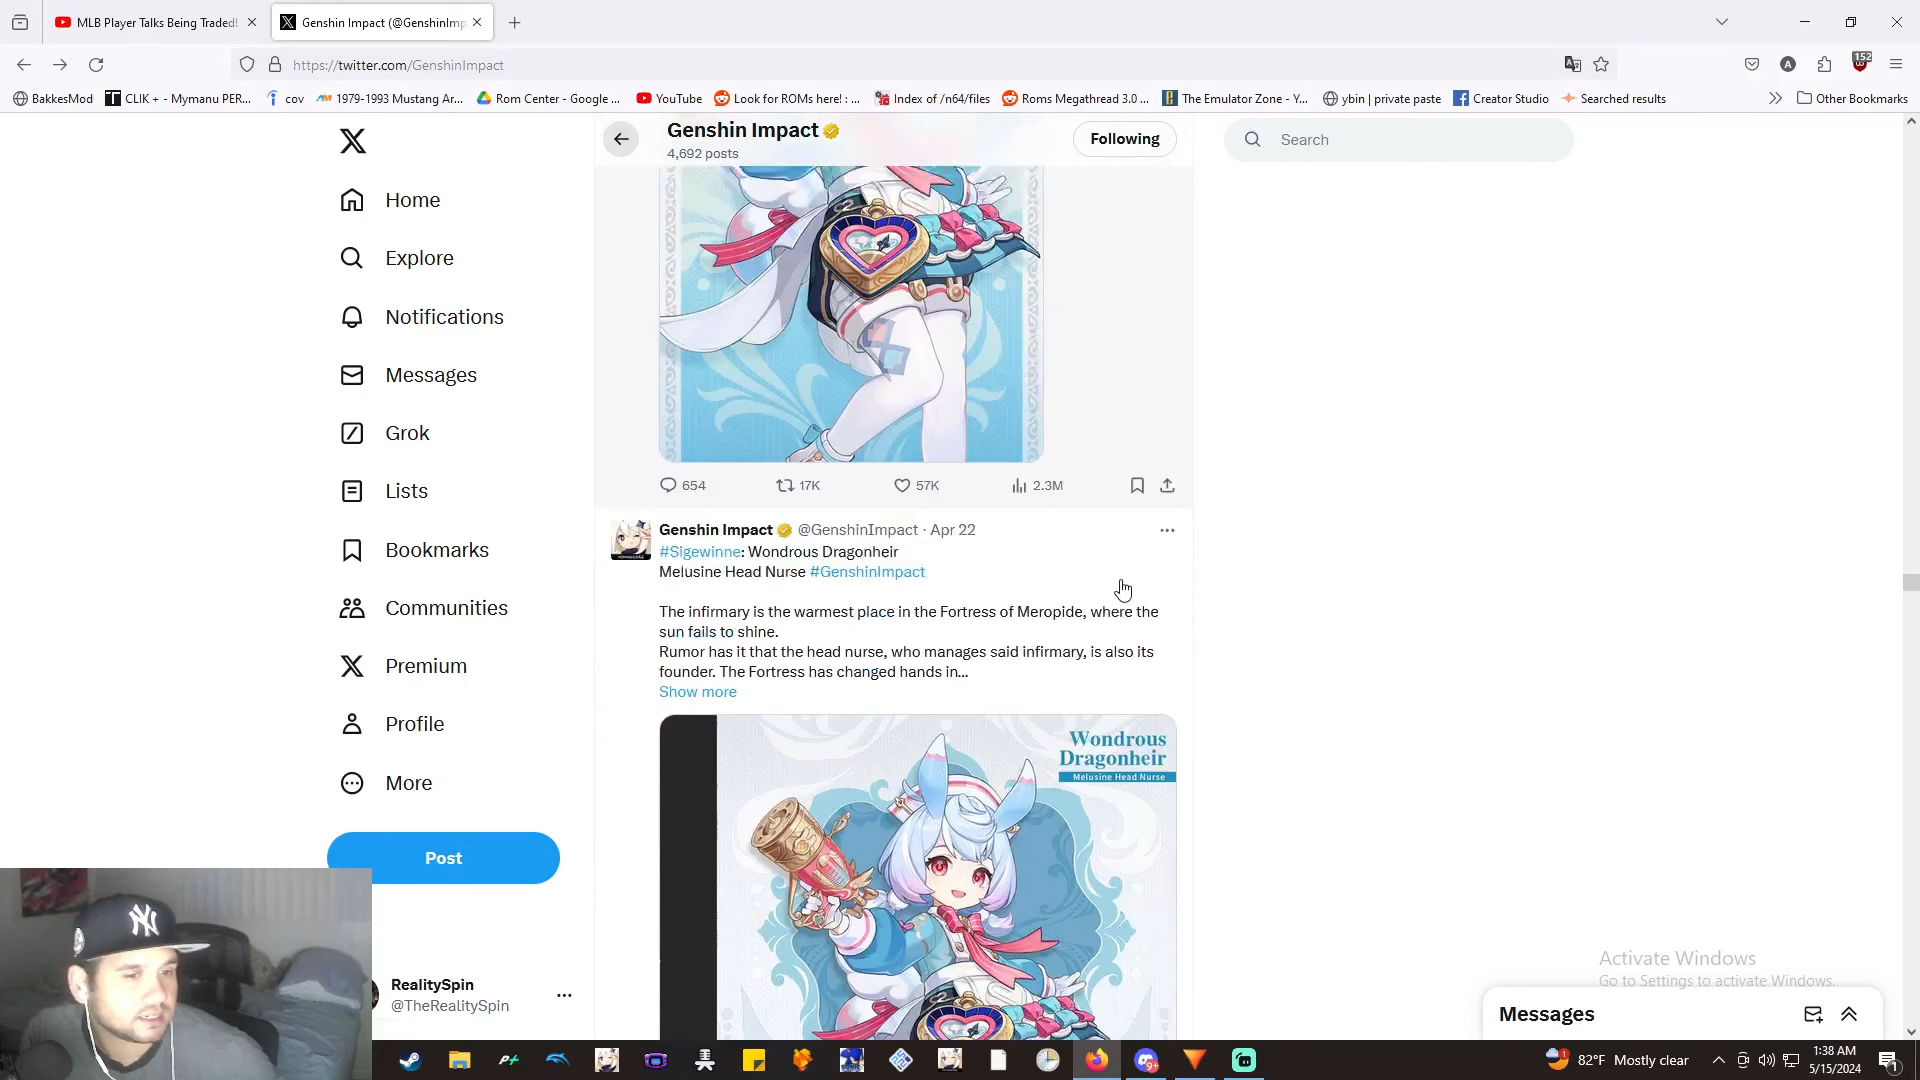 MLB Player Talks Being Traded!
Genshin Impact (@GenshinImp
https://twitter.com/GenshinImpact
152
BakkesMod
CLIK + - Mymanu PER...
cov
1979-1993 Mustang Ar...
Rom Center - Google ...
YouTube
Look for ROMs here! : ...
Index of /n64/files
Roms Megathread 3.0 ...
The Emulator Zone - Y...
ybin | private paste
Creator Studio
Searched results
Other Bookmarks
Genshin Impact
4,692 posts
Following
Search
Home
Explore
Notifications
Messages
Grok
Lists
Bookmarks
Communities
Premium
Profile
More
Post
RealitySpin
@TheRealitySpin
654
17K
57K
2.3M
Genshin Impact @GenshinImpact · Apr 22
#Sigewinne: Wondrous Dragonheir
Melusine Head Nurse #GenshinImpact
The infirmary is the warmest place in the Fortress of Meropide, where the
sun fails to shine.
Rumor has it that the head nurse, who manages said infirmary, is also its
founder. The Fortress has changed hands in...
Show more
Wondrous
Dragonheir
Melusine Head Nurse
NY
Activate Windows
Go to Settings to activate Windows.
Messages
82°F Mostly clear
1:38 AM
5/15/2024